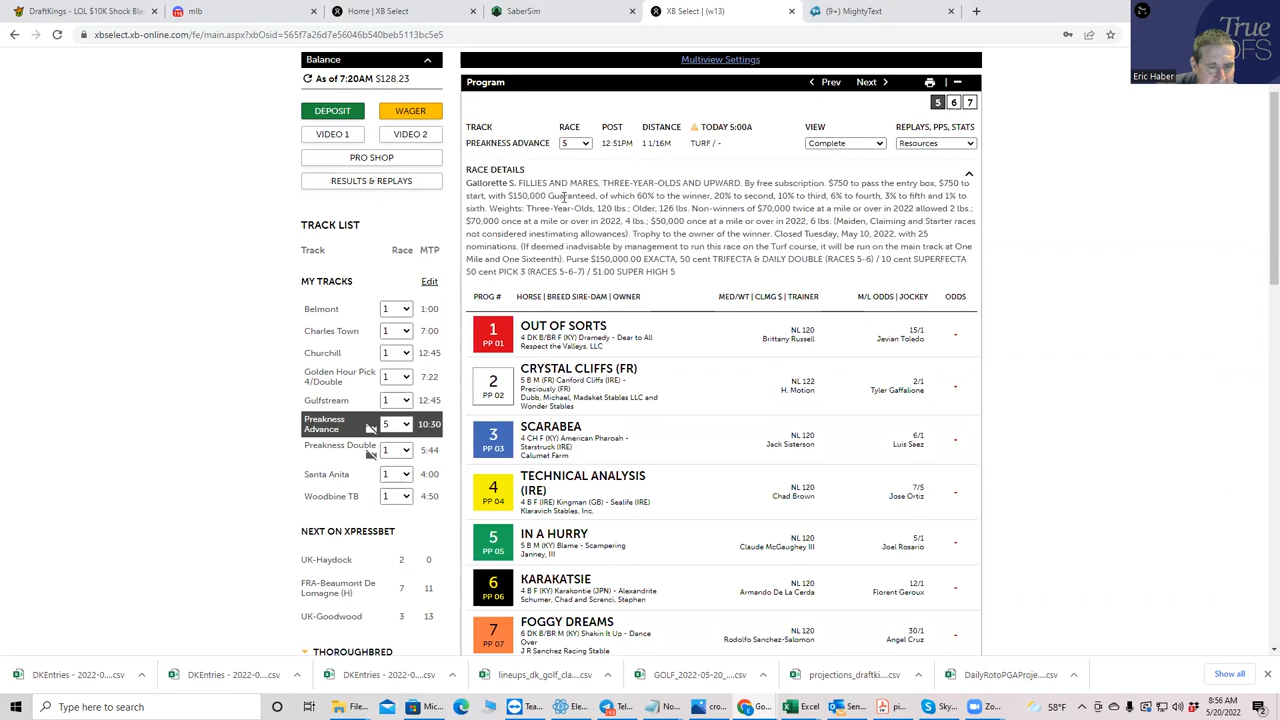 DraftKings - LOL $10K Shock Blas
mlb
Home | XB Select
SaberSim
XB Select | (w13)
(9+) MightyText
xbselect.xb-online.com/fe/main.aspx?xbOsid=565f7a26d7e56046b540beb5113bc5e5
True
DFS
Eric Haber
Balance
As of 7:20AM $128.23
DEPOSIT
WAGER
VIDEO 1
VIDEO 2
PRO SHOP
RESULTS & REPLAYS
TRACK LIST
Track Race MTP
MY TRACKS Edit
Belmont 1 1:00
Charles Town 1 7:00
Churchill 1 12:45
Golden Hour Pick
4/Double 1 7:22
Gulfstream 1 12:45
Preakness
Advance 5 10:30
Preakness Double 1 5:44
Santa Anita 1 4:00
Woodbine TB 1 4:50
NEXT ON XPRESSBET
UK-Haydock 2 0
FRA-Beaumont De
Lomagne (H) 7 11
UK-Goodwood 3 13
THOROUGHBRED
Multiview Settings
Program
Prev Next
5 6 7
TRACK RACE POST DISTANCE TODAY 5:00A VIEW REPLAYS, PPS, STATS
PREAKNESS ADVANCE 5 12:51PM 1 1/16M TURF / - Complete Resources
RACE DETAILS
Gallorette S. FILLIES AND MARES, THREE-YEAR-OLDS AND UPWARD. By free subscription. $750 to pass the entry box, $750 to
start, with $150,000 Guaranteed, of which 60% to the winner, 20% to second, 10% to third, 6% to fourth, 3% to fifth and 1% to
sixth. Weights: Three-Year-Olds, 120 lbs.; Older, 126 lbs. Non-winners of $70,000 twice at a mile or over in 2022 allowed 2 lbs.;
$70,000 once at a mile or over in 2022, 4 lbs.; $50,000 once at a mile or over in 2022, 6 lbs. (Maiden, Claiming and Starter races
not considered inestimating allowances). Trophy to the owner of the winner. Closed Tuesday, May 10, 2022, with 25
nominations. (If deemed inadvisable by management to run this race on the Turf course, it will be run on the main track at One
Mile and One Sixteenth). Purse $150,000.00 EXACTA, 50 cent TRIFECTA & DAILY DOUBLE (RACES 5-6) / 10 cent SUPERFECTA
50 cent PICK 3 (RACES 5-6-7) / $1.00 SUPER HIGH 5
PROG # HORSE | BREED SIRE-DAM | OWNER MED/WT | CLMG $ | TRAINER M/L ODDS | JOCKEY ODDS
1
PP 01
OUT OF SORTS
4 DK B/BR F (KY) Dramedy - Dear to All
Respect the Valleys, LLC
NL 120
Brittany Russell
15/1
Jevian Toledo
-
2
PP 02
CRYSTAL CLIFFS (FR)
5 B M (FR) Canford Cliffs (IRE) -
Preciously (FR)
Dubb, Michael, Madaket Stables LLC and
Wonder Stables
NL 122
H. Motion
2/1
Tyler Gaffalione
-
3
PP 03
SCARABEA
4 CH F (KY) American Pharoah -
Starstruck (IRE)
Calumet Farm
NL 120
Jack Sisterson
6/1
Luis Saez
-
4
PP 04
TECHNICAL ANALYSIS
(IRE)
4 B F (IRE) Kingman (GB) - Sealife (IRE)
Klaravich Stables, Inc.
NL 120
Chad Brown
7/5
Jose Ortiz
-
5
PP 05
IN A HURRY
5 B M (KY) Blame - Scampering
Janney, III
NL 120
Claude McGaughey III
5/1
Joel Rosario
-
6
PP 06
KARAKATSIE
4 B F (KY) Karakontie (JPN) - Alexandrite
Schumer, Chad and Screnci, Stephen
NL 120
Armando De La Cerda
12/1
Florent Geroux
-
7
PP 07
FOGGY DREAMS
6 DK B/BR M (KY) Shakin It Up - Dance
Over
J R Sanchez Racing Stable
NL 120
Rodolfo Sanchez-Salomon
30/1
Angel Cruz
-
DKEntries - 2022-0....csv
DKEntries - 2022-0....csv
DKEntries - 2022-0....csv
lineups_dk_golf_cla....csv
GOLF_2022-05-20_....csv
projections_draftki....csv
DailyRotoPGAProje....csv
Show all
Type here to search
File...
Micr...
Tea...
Elec...
Tele...
No...
cro...
Go...
Excel
Sen...
pi...
Sky...
DFS...
58°F
8:56 AM
5/20/2022